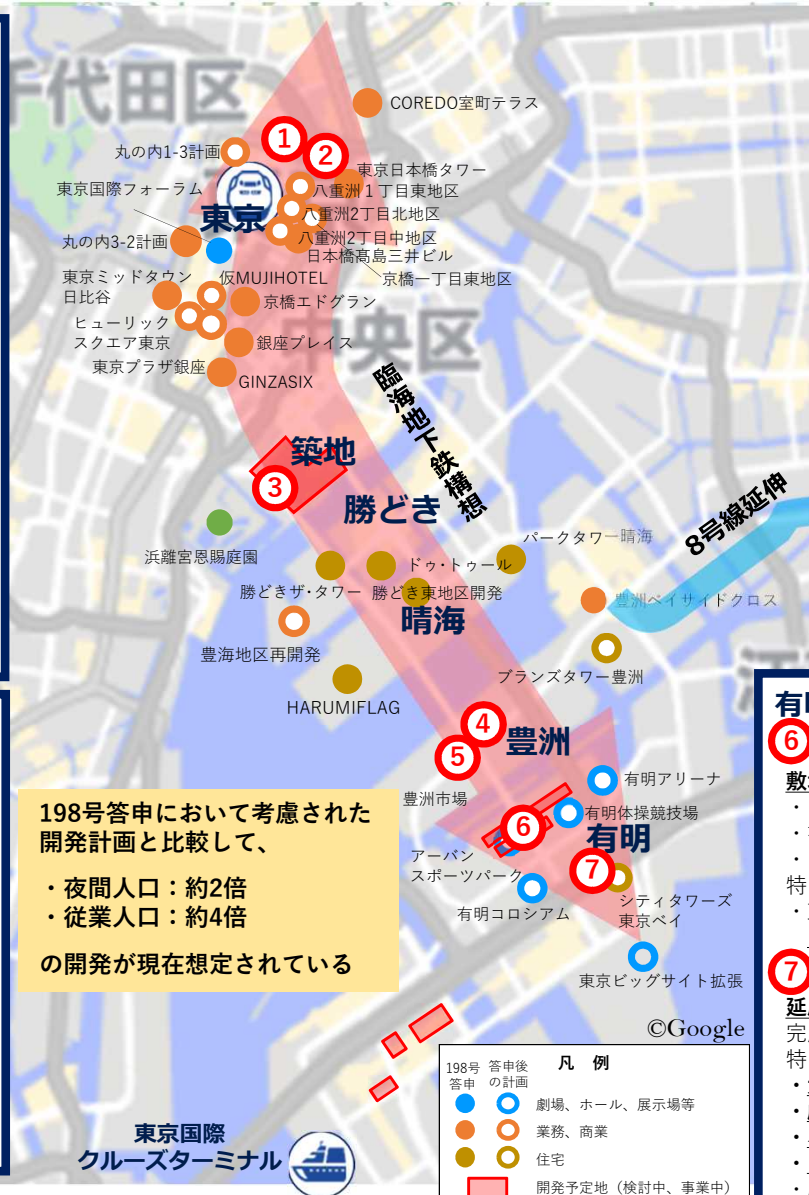 千代田区
COREDO室町テラス
丸の内1-3計画
①
②
東京日本橋タワー
東京国際フォーラム
八重洲1丁目東地区
東京
八重洲2丁目北地区
丸の内3-2計画
八重洲2丁目中地区
日本橋髙島三井ビル
東京ミッドタウン
日比谷
仮MUJIHOTEL
京橋一丁目東地区
京橋エドグラン
ヒューリック
スクエア東京
中央区
銀座プレイス
東京プラザ銀座
GINZASIX
臨海地下鉄構想
築地
③
勝どき
8号線延伸
浜離宮恩賜庭園
パークタワー晴海
ドゥ・トゥール
勝どきザ・タワー
勝どき東地区開発
豊洲ベイサイドクロス
晴海
豊海地区再開発
ブランズタワー豊洲
HARUMIFLAG
④
豊洲
⑤
有明アリーナ
豊洲市場
有明体操競技場
⑥
有明
アーバン
スポーツパーク
⑦
有明コロシアム
シティタワーズ
東京ベイ
東京ビッグサイト拡張
198号答申において考慮された
開発計画と比較して、
・夜間人口：約2倍
・従業人口：約4倍
の開発が現在想定されている
©Google
東京国際
クルーズターミナル
凡 例
198号
答申
答申後
の計画
劇場、ホール、展示場等
業務、商業
住宅
開発予定地（検討中、事業中）
⑥
特
⑦
完
特